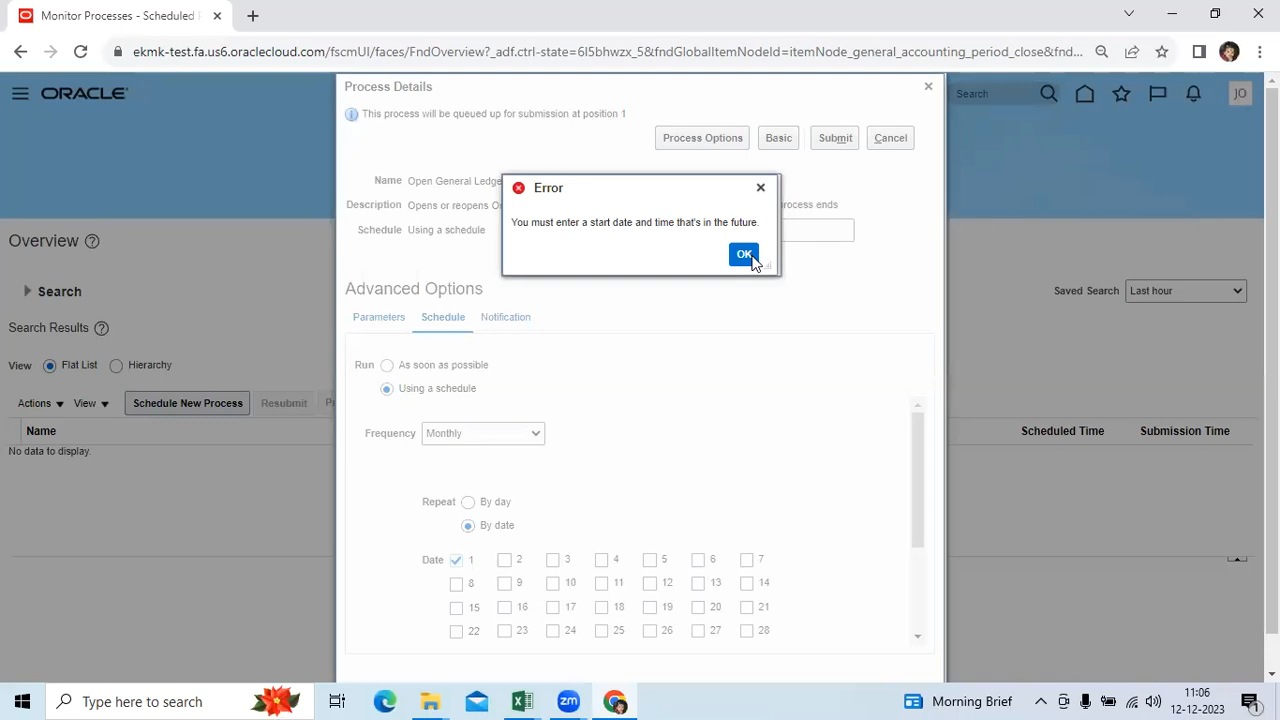 Monitor Processes - Scheduled
ekmk-test.fa.us6.oraclecloud.com/fscmUI/faces/FndOverview?_adf.ctrl-state=6l5bhwzx_5&fndGlobalItemNodeId=itemNode_general_accounting_period_close&fnd...
ORACLE
Search
JO
Process Details
This process will be queued up for submission at position 1
Process Options
Basic
Submit
Cancel
Name Open General Ledge
Description Opens or reopens
process ends
Schedule Using a schedule
Error
You must enter a start date and time that's in the future.
OK
Overview
Search
Saved Search Last hour
Search Results
View Flat List Hierarchy
Actions View Schedule New Process Resubmit
Name
Scheduled Time Submission Time
No data to display.
Advanced Options
Parameters Schedule Notification
Run As soon as possible
Using a schedule
Frequency Monthly
Repeat By day
By date
Date 1 2 3 4 5 6 7
8 9 10 11 12 13 14
15 16 17 18 19 20 21
22 23 24 25 26 27 28
Type here to search
Morning Brief
11:06
12-12-2023
1